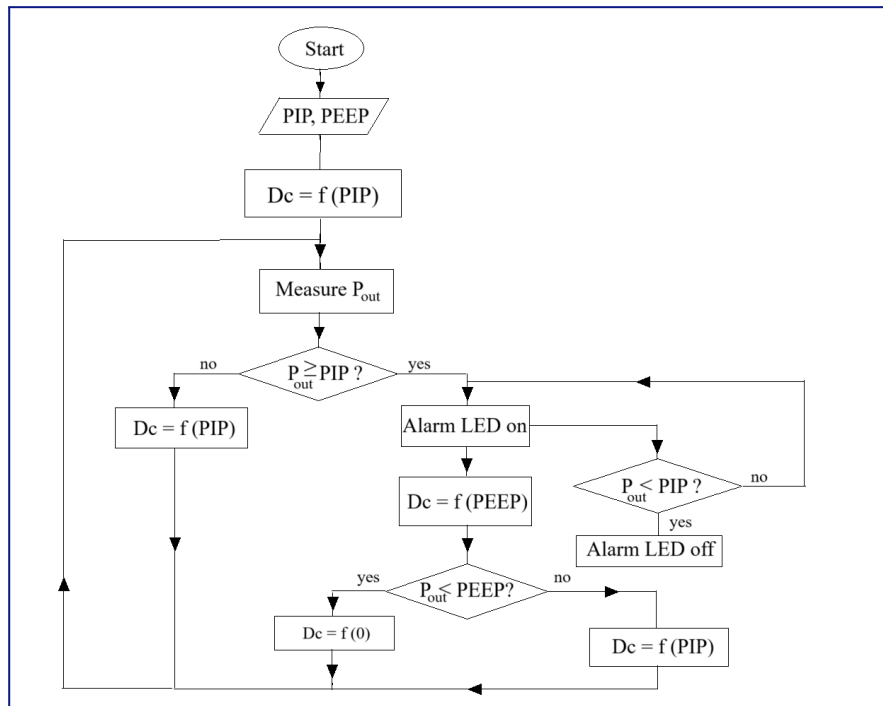 Start
PIP, PEEP
Dc = f (PIP)
Measure Pout
no
Pout ≥ PIP ?
yes
Dc = f (PIP)
Alarm LED on
Pout < PIP ?
no
yes
Alarm LED off
Dc = f (PEEP)
yes
Pout < PEEP?
no
Dc = f (0)
Dc = f (PIP)